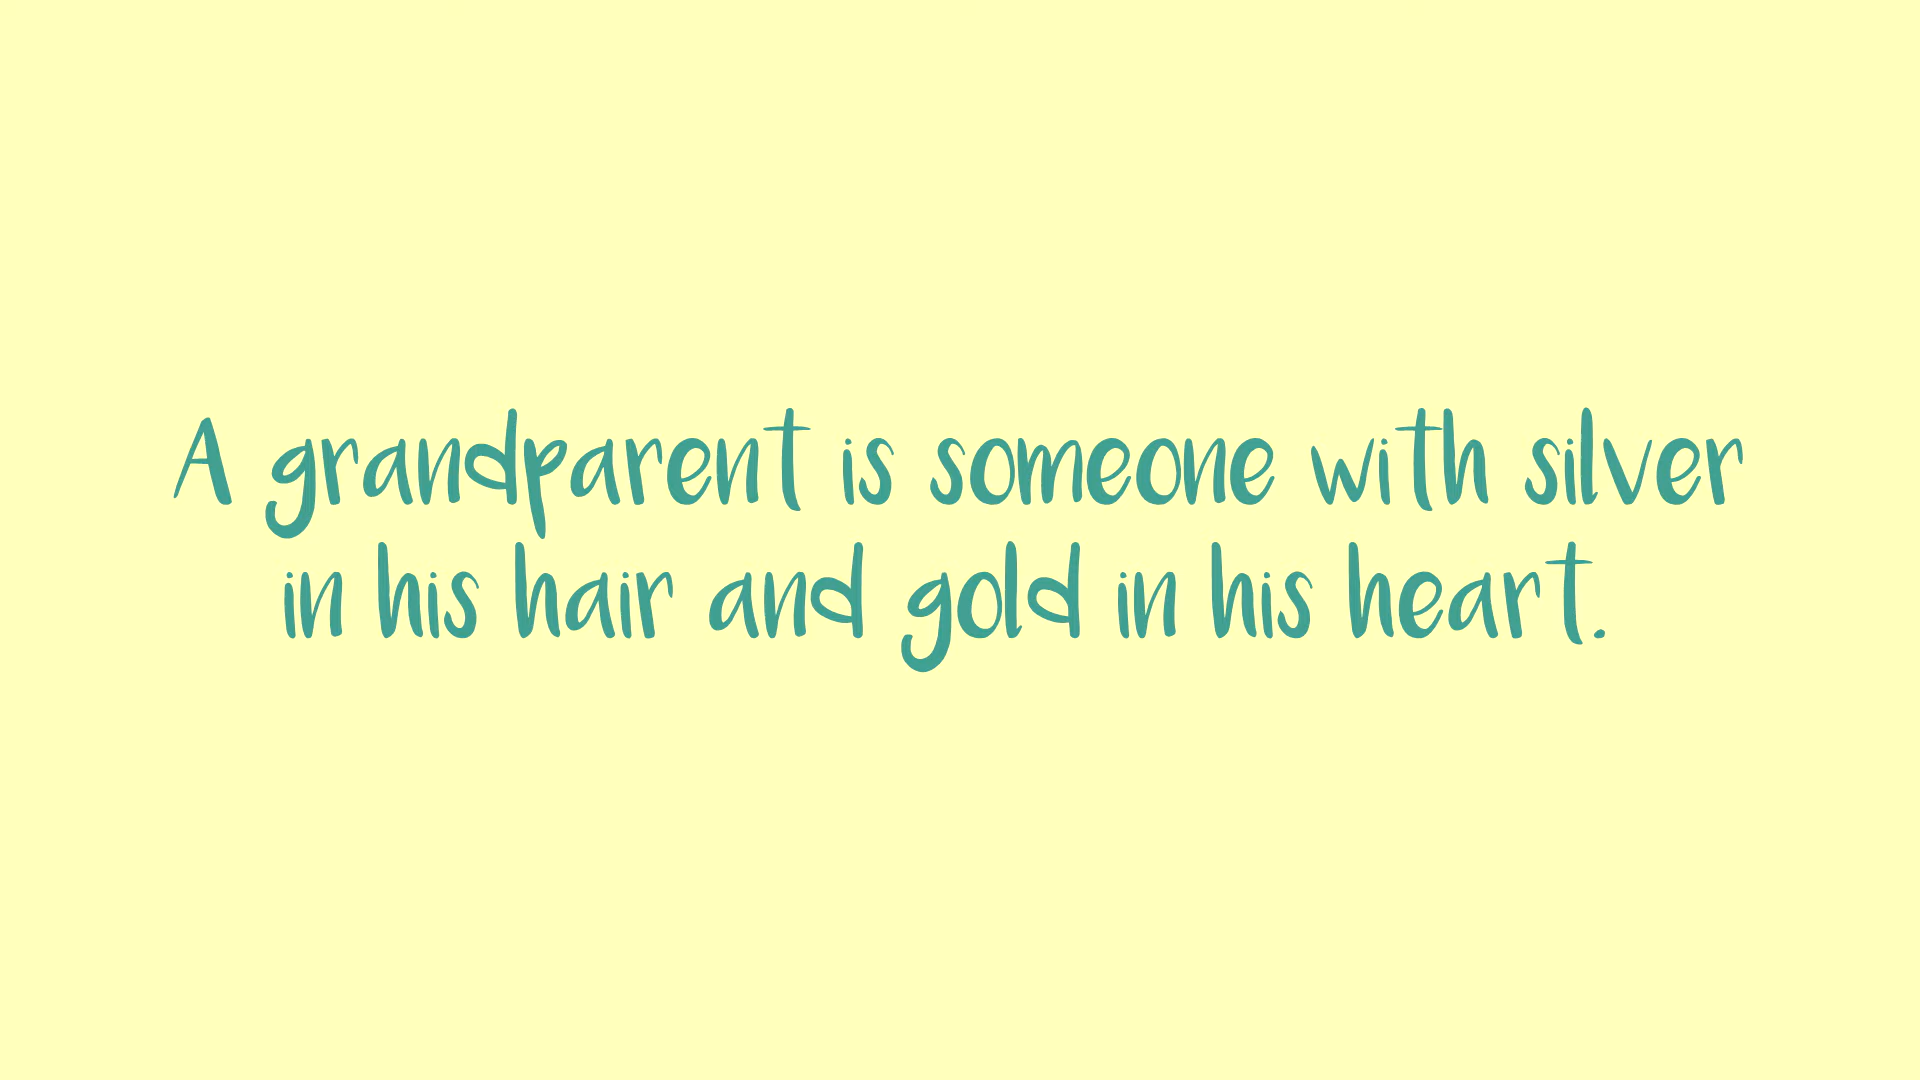 A grandparent is someone with silver
in his hair and gold in his heart.